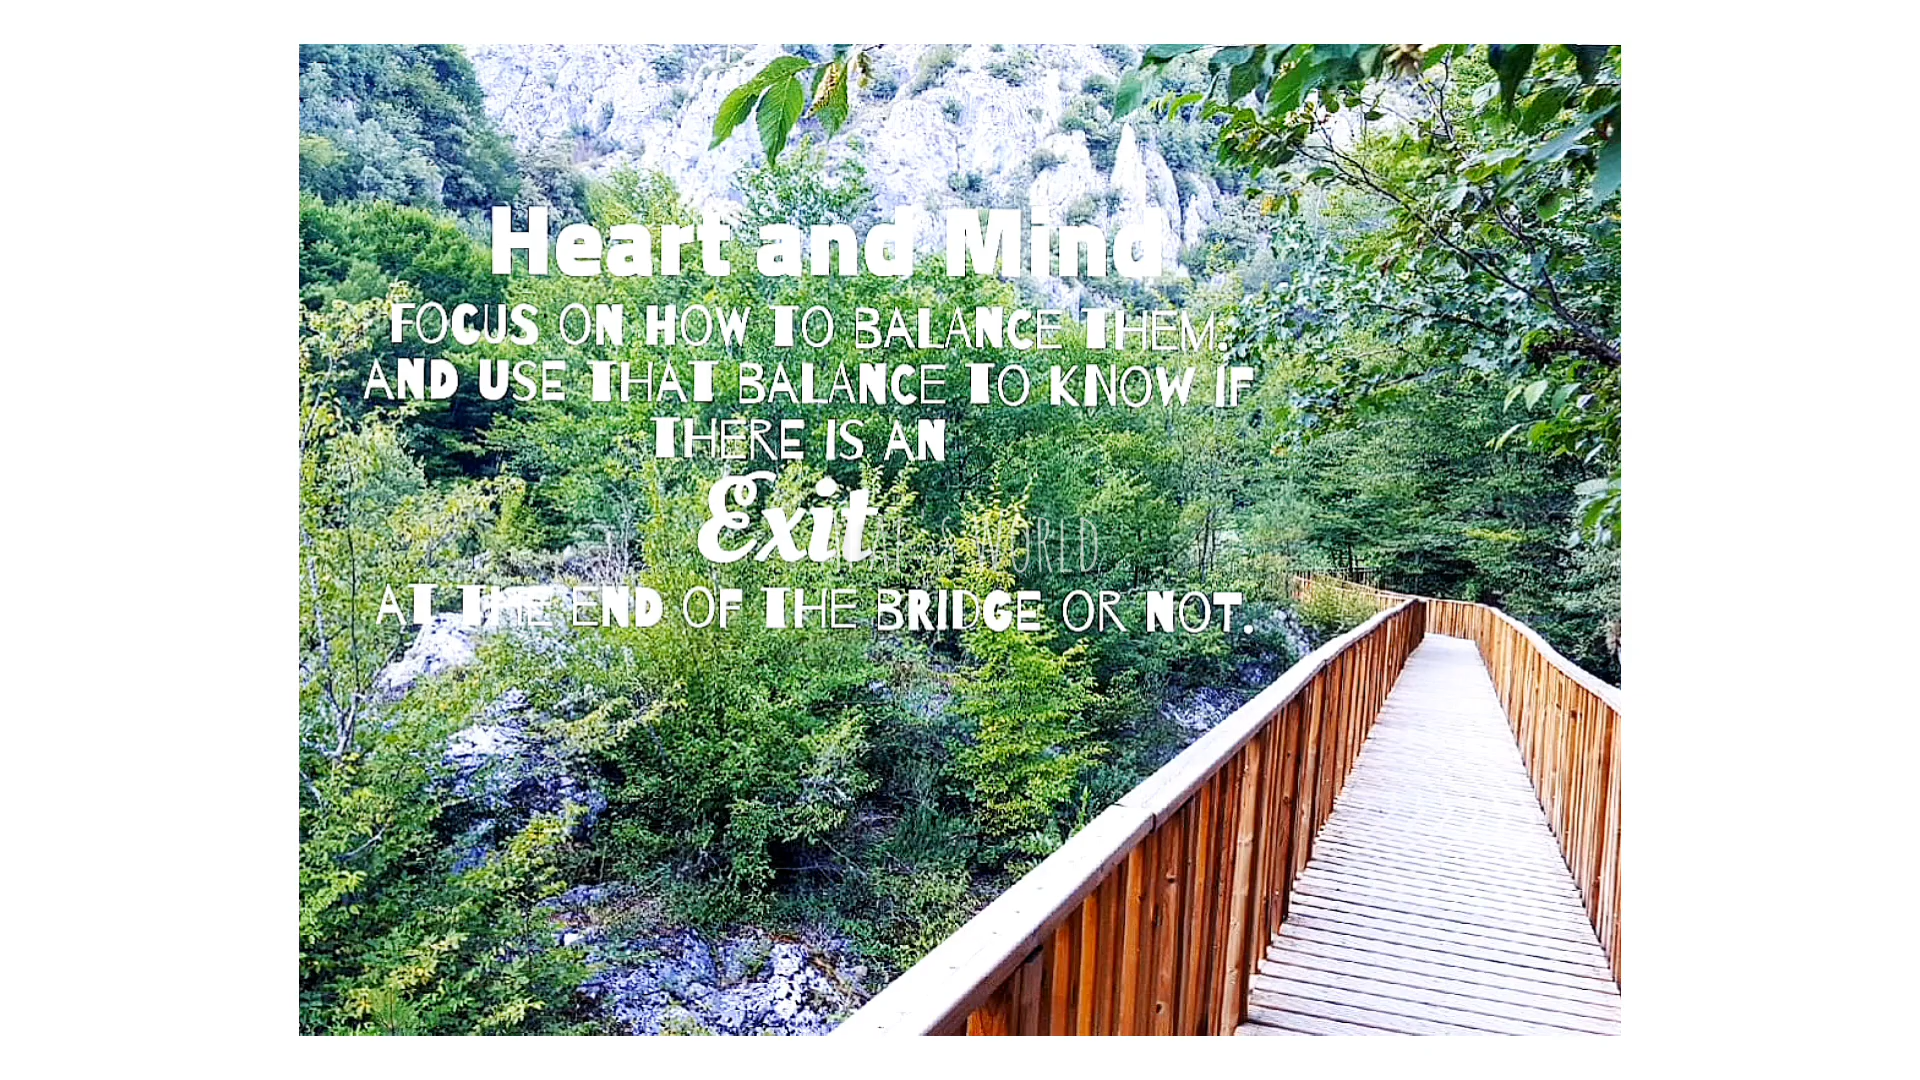 Heart and Mind
FOCUS ON HOW TO BALANCE THEM.
AND USE THAT BALANCE TO KNOW IF
THERE IS AN
Exit
AT THE END OF THE BRIDGE OR NOT.
WORLD